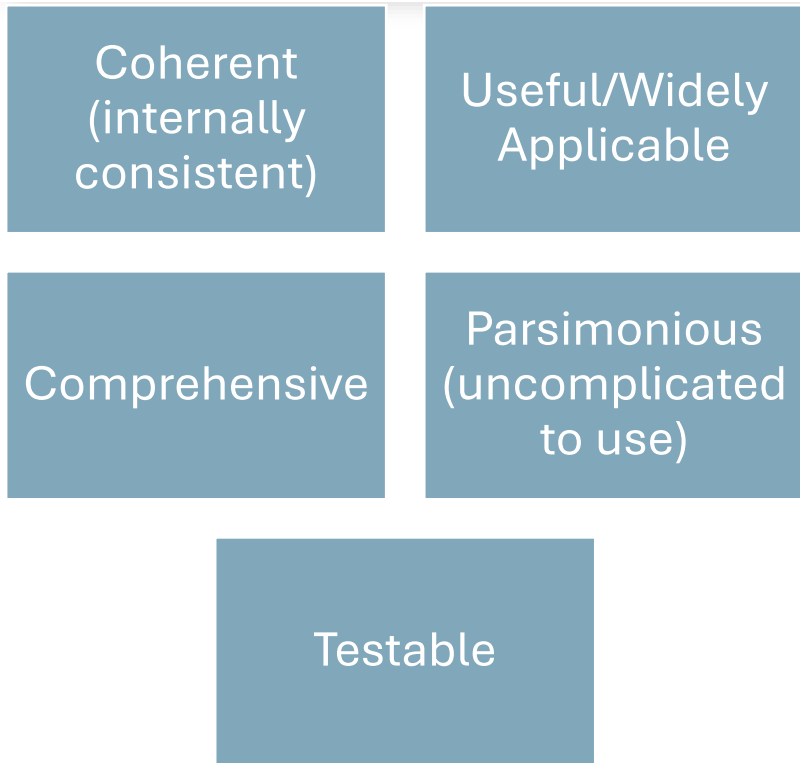 Coherent
(internally
consistent)
Useful/Widely
Applicable
Comprehensive
Parsimonious
(uncomplicated
to use)
Testable